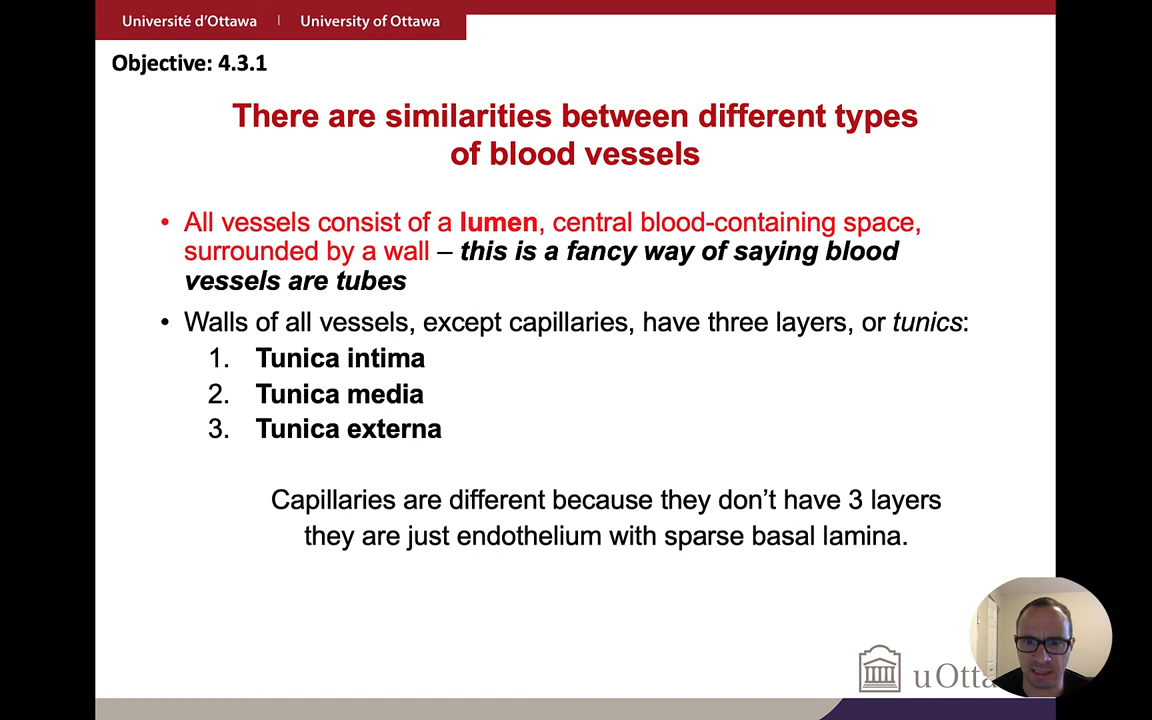 Université d'Ottawa | University of Ottawa
Objective: 4.3.1
There are similarities between different types
of blood vessels
• All vessels consist of a lumen, central blood-containing space,
surrounded by a wall – this is a fancy way of saying blood
vessels are tubes
• Walls of all vessels, except capillaries, have three layers, or tunics:
1. Tunica intima
2. Tunica media
3. Tunica externa
Capillaries are different because they don't have 3 layers
they are just endothelium with sparse basal lamina.